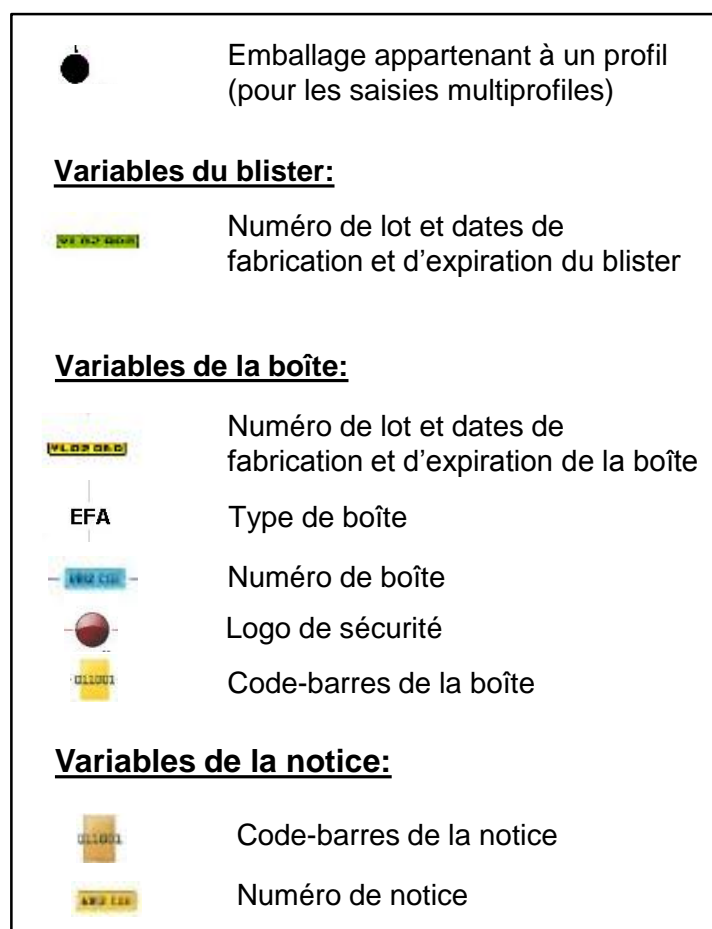 Emballage appartenant à un profil
(pour les saisies multiprofiles)
Variables du blister:
Numéro de lot et dates de
fabrication et d'expiration du blister
Variables de la boîte:
Numéro de lot et dates de
fabrication et d'expiration de la boîte
EFA
Type de boîte
Numéro de boîte
Logo de sécurité
011001
Code-barres de la boîte
Variables de la notice:
011001
Code-barres de la notice
Numéro de notice